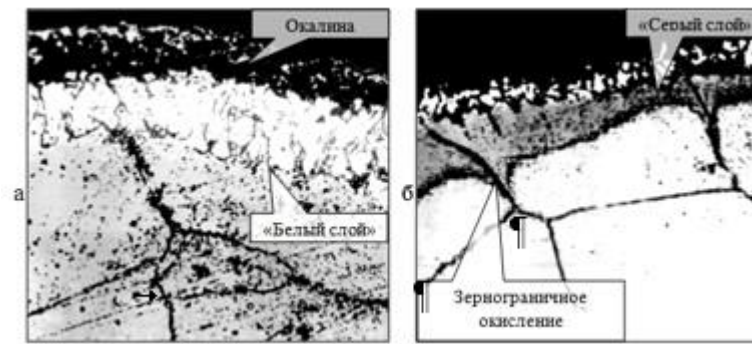 Окалина
«Серый слой»
а
б
«Белый слой»
¶
¶
Зернограничное
окисление